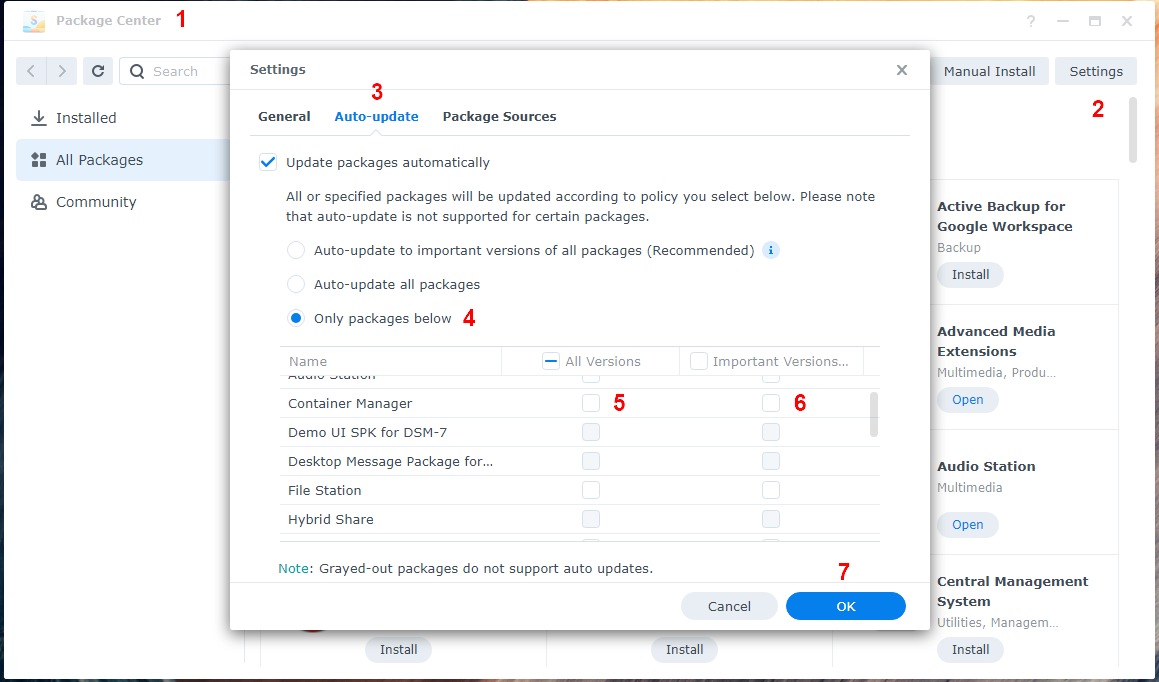 Package Center 1
Search
Manual Install
Settings
2
Installed
All Packages
Community
Settings
3
General
Auto-update
Package Sources
Update packages automatically
All or specified packages will be updated according to policy you select below. Please note
that auto-update is not supported for certain packages.
Auto-update to important versions of all packages (Recommended)
Auto-update all packages
Only packages below 4
Name
All Versions
Important Versions...
Audio Station
Container Manager 5 6
Demo UI SPK for DSM-7
Desktop Message Package for...
File Station
Hybrid Share
Note: Grayed-out packages do not support auto updates.
7
Cancel
OK
Active Backup for
Google Workspace
Backup
Install
Advanced Media
Extensions
Multimedia, Produ...
Open
Audio Station
Multimedia
Open
Central Management
System
Utilities, Managem...
Install
Install
Install